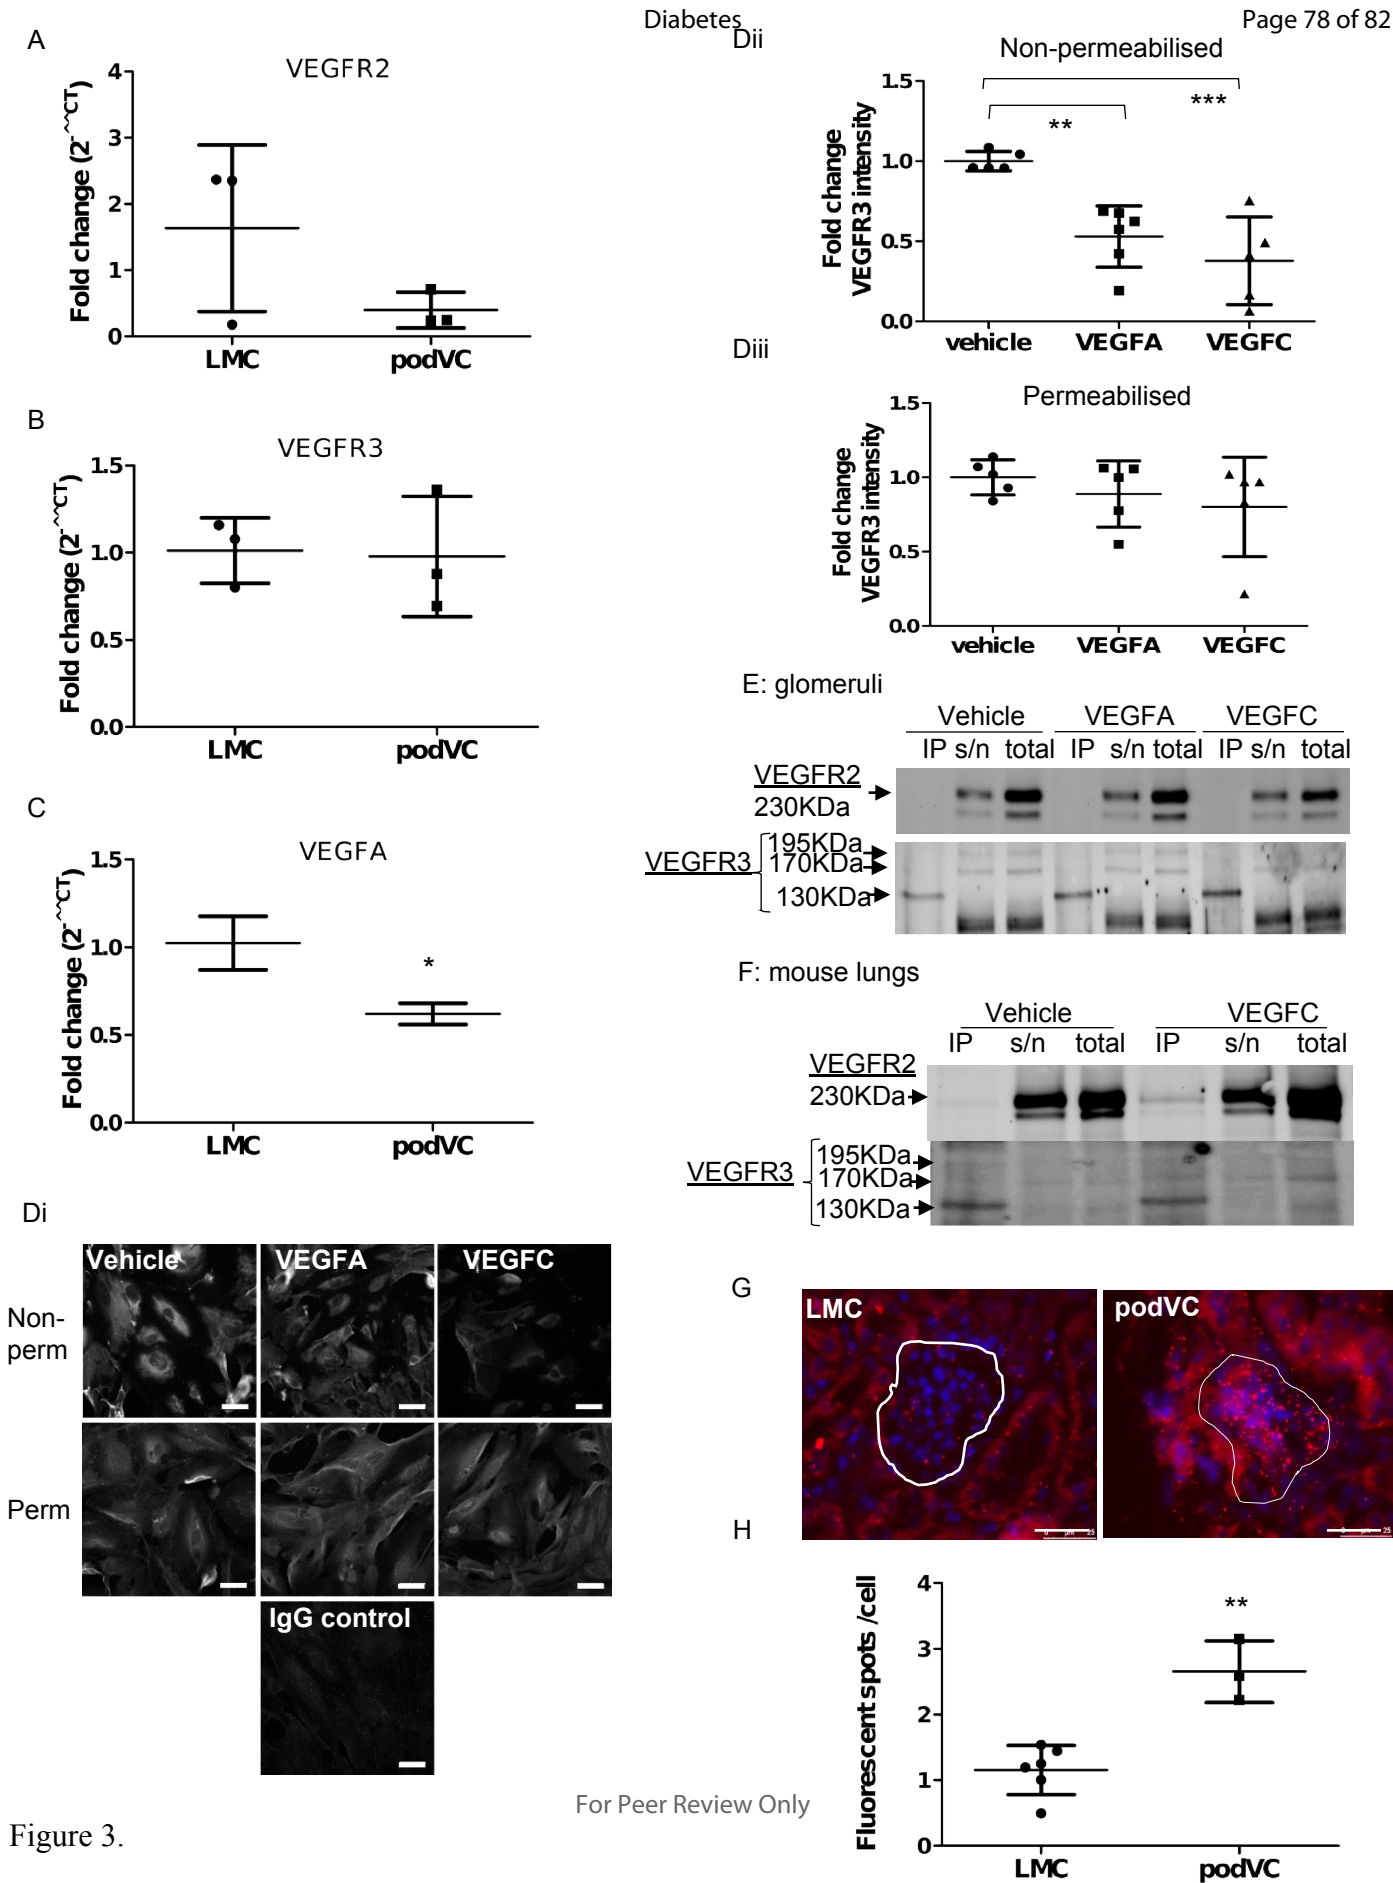 Diabetes
Page 78 of 82
A
VEGFR2
Fold change (2-^^CT)
4
3
2
1
0
LMC
podVC
B
VEGFR3
Fold change (2-^^CT)
1.5
1.0
0.5
0.0
LMC
podVC
C
VEGFA
Fold change (2-^^CT)
1.5
1.0
0.5
0.0
*
LMC
podVC
Di
Vehicle
VEGFA
VEGFC
Non-
perm
Perm
IgG control
Dii
Non-permeabilised
Fold change
VEGFR3 intensity
1.5
1.0
0.5
0.0
**
***
vehicle
VEGFA
VEGFC
Diii
Permeabilised
Fold change
VEGFR3 intensity
1.5
1.0
0.5
0.0
vehicle
VEGFA
VEGFC
E: glomeruli
Vehicle VEGFA VEGFC
IP s/n total IP s/n total IP s/n total
VEGFR2
230KDa
VEGFR3
195KDa
170KDa
130KDa
F: mouse lungs
Vehicle VEGFC
IP s/n total IP s/n total
VEGFR2
230KDa
VEGFR3
195KDa
170KDa
130KDa
G
LMC
0 µm 25
podVC
0 µm 25
H
Fluorescent spots /cell
4
3
2
1
0
**
LMC
podVC
For Peer Review Only
Figure 3.